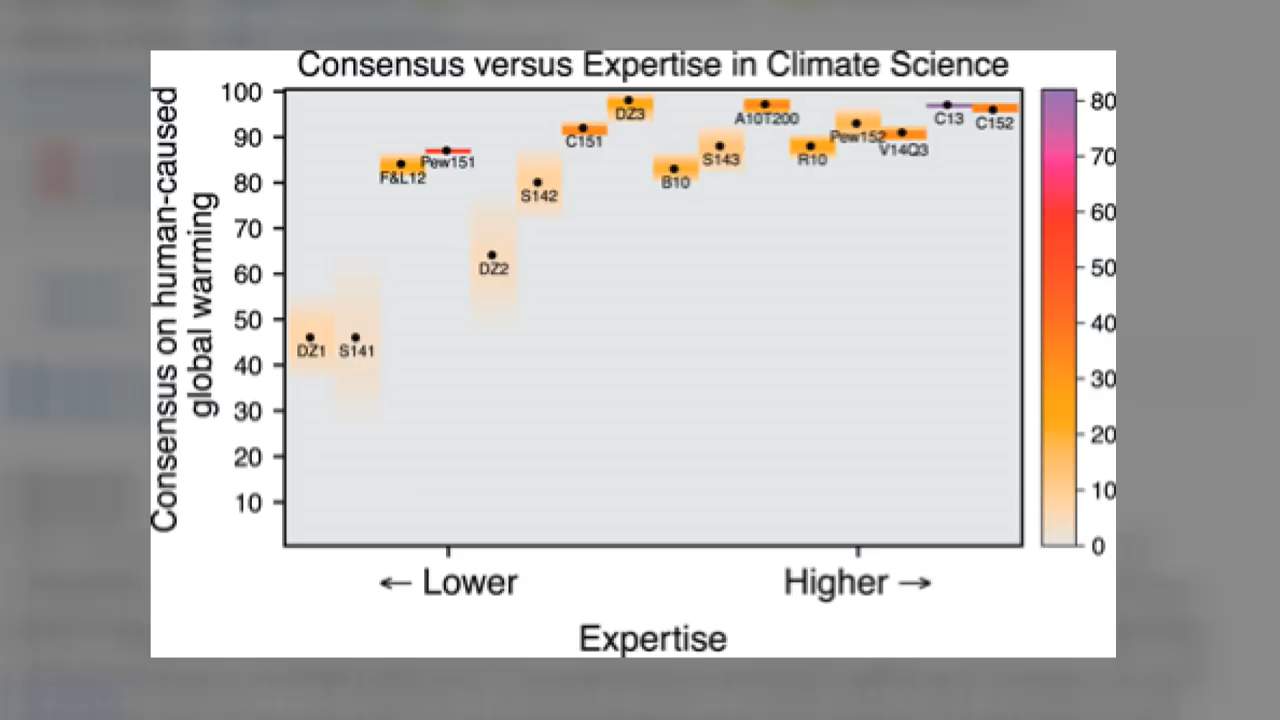 Consensus versus Expertise in Climate Science
Consensus on human-caused
global warming
100
90
80
70
60
50
40
30
20
10
DZ1
S141
F&L12
Pew151
DZ2
S142
C151
DZ3
B10
S143
A10T200
R10
Pew152
V14Q3
C13
C152
80
70
60
50
40
30
20
10
0
← Lower
Higher →
Expertise